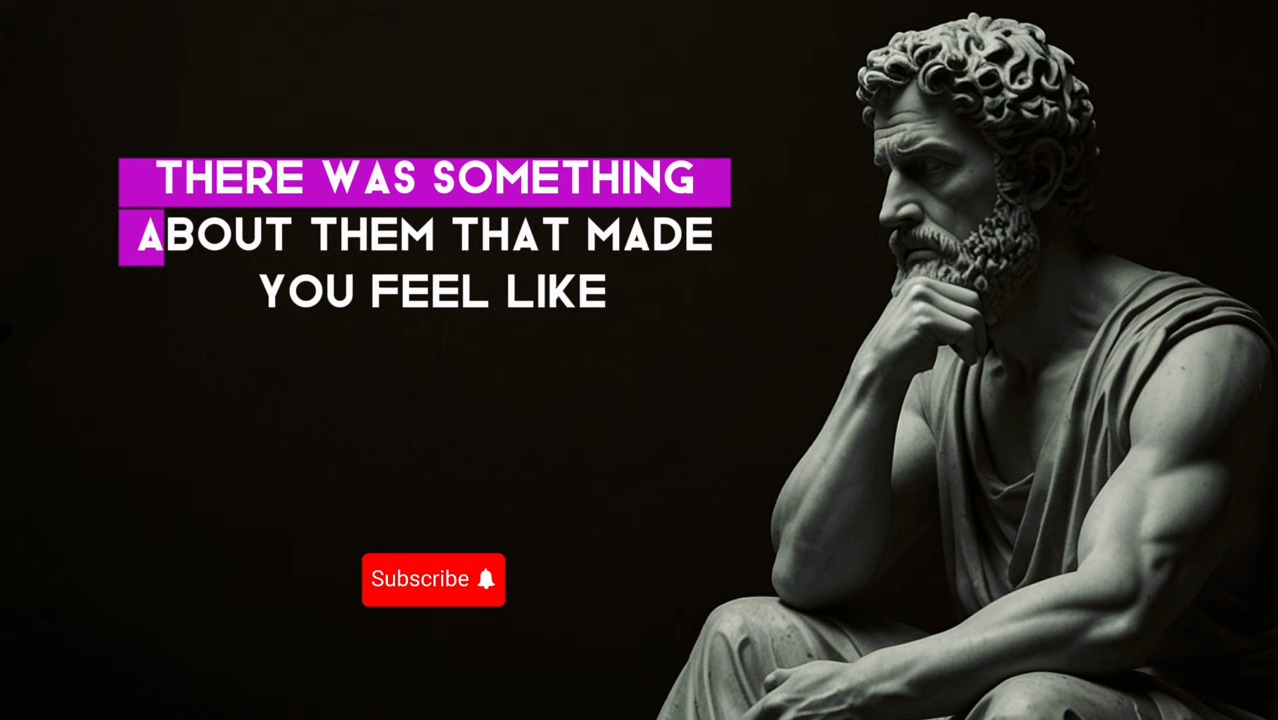 THERE WAS SOMETHING
ABOUT THEM THAT MADE
YOU FEEL LIKE
Subscribe